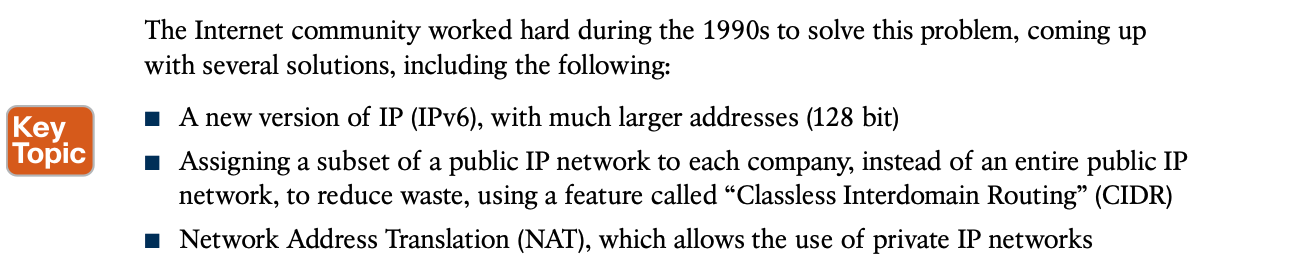 The Internet community worked hard during the 1990s to solve this problem, coming up
with several solutions, including the following:
Key
Topic
■ A new version of IP (IPv6), with much larger addresses (128 bit)
■ Assigning a subset of a public IP network to each company, instead of an entire public IP
network, to reduce waste, using a feature called “Classless Interdomain Routing” (CIDR)
■ Network Address Translation (NAT), which allows the use of private IP networks